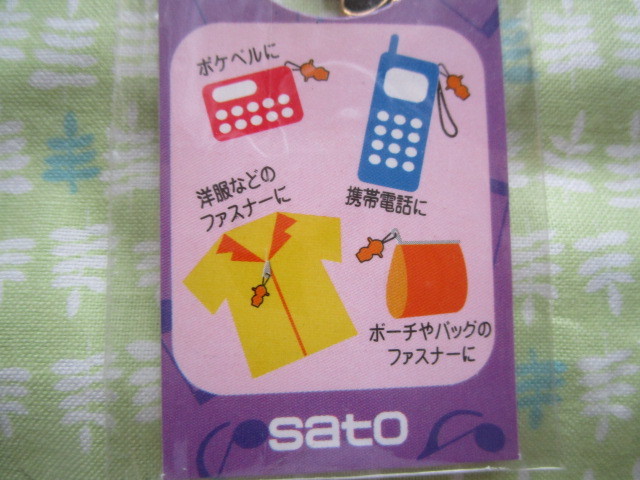 ポケベルに
携帯電話に
洋服などの
ファスナーに
ポーチやバッグの
ファスナーに
sato